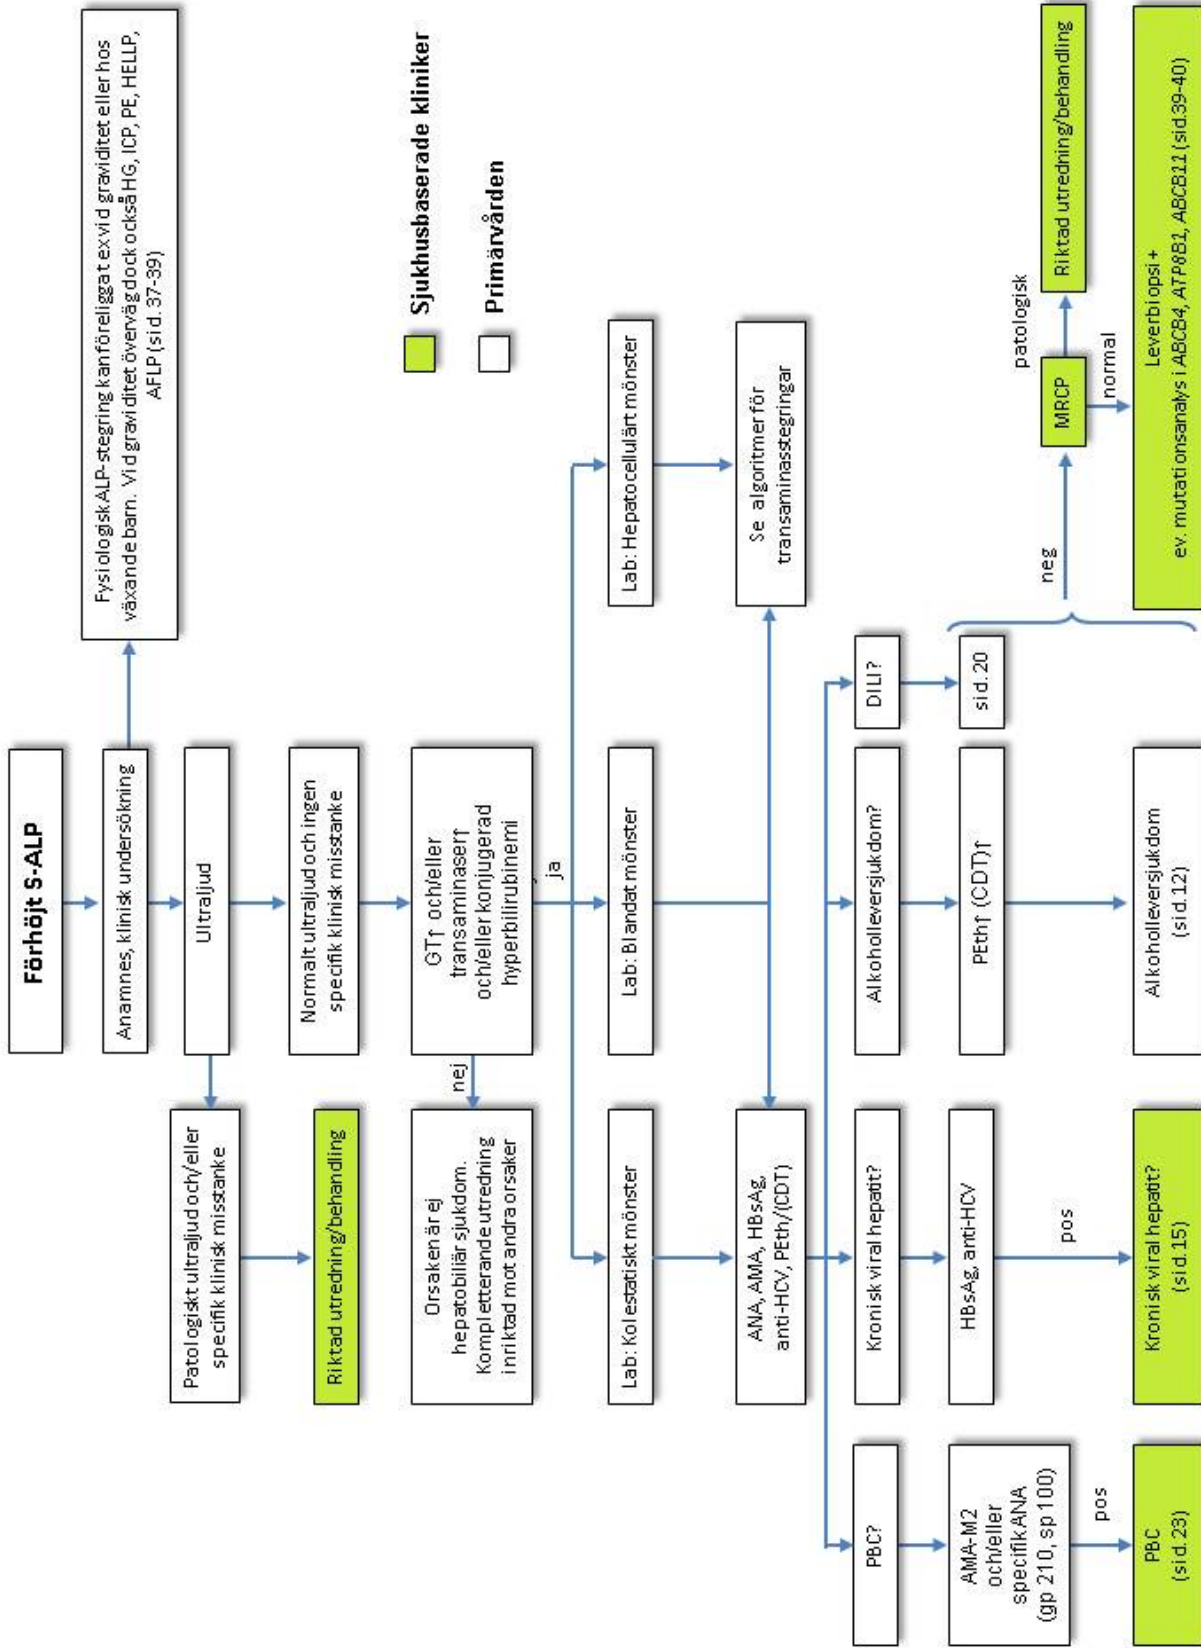 Förhöjt S-ALP
Anamnes, klinisk undersökning
Fysiologisk ALP-stegring kan föreligga t ex vid graviditet eller hos
växande barn. Vid graviditet överväg dock också HG, ICP, PE, HELLP,
AFLP (sid. 37-39)
Ultraljud
Patologiskt ultraljud och/eller
specifik klinisk misstanke
Riktad utredning/behandling
Normalt ultraljud och ingen
specifik klinisk misstanke
GT↑ och/eller
transaminaser↑
och/eller konjugerad
hyperbilirubinemi
nej
Orsaken är ej
hepatobiliär sjukdom.
Kompletterande utredning
inriktad mot andra orsaker
ja
Sjukhusbaserade kliniker
Primärvården
Lab: Kolestatiskt mönster
Lab: Blandat mönster
Lab: Hepatocellulärt mönster
ANA, AMA, HBsAg,
anti-HCV, PEth/(CDT)
Se algoritmer för
transaminasstegringar
PBC?
Kronisk viral hepatit?
Alkoholleversjukdom?
DILI?
AMA-M2
och/eller
specifik ANA
(gp 210, sp 100)
HBsAg, anti-HCV
PEth↑ (CDT)↑
sid. 20
neg
MRCP
patologisk
Riktad utredning/behandling
normal
pos
pos
PBC
(sid. 23)
Kronisk viral hepatit?
(sid. 15)
Alkoholleversjukdom
(sid. 12)
Leverbiopsi +
ev. mutationsanalys i ABCB4, ATP8B1, ABCB11 (sid.39-40)